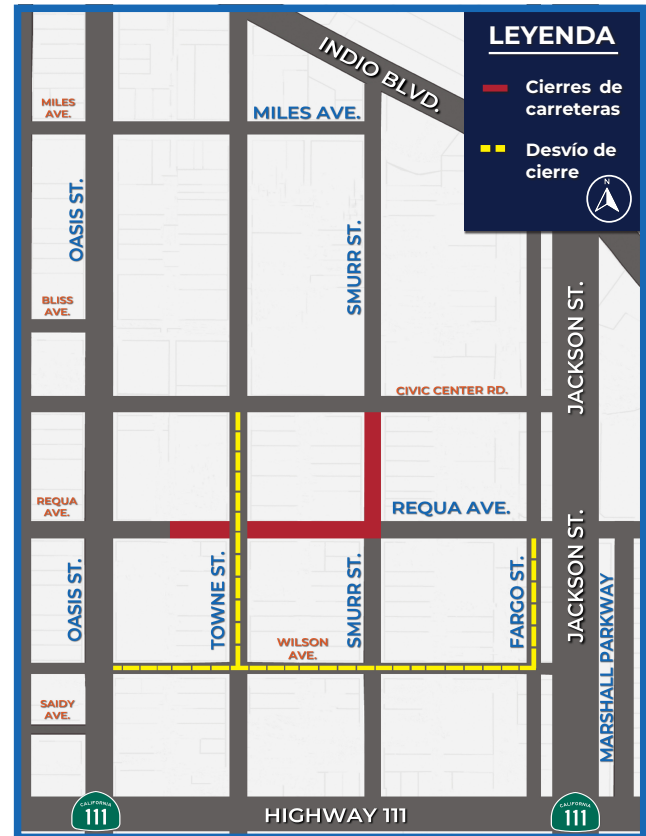 LEYENDA
Cierres de
carreteras
Desvío de
cierre
N
INDIO BLVD.
MILES
AVE.
MILES AVE.
OASIS ST.
SMURR ST.
BLISS
AVE.
JACKSON ST.
CIVIC CENTER RD.
REQUA
AVE.
REQUA AVE.
JACKSON ST.
OASIS ST.
TOWNE ST.
SMURR ST.
FARGO ST.
MARSHALL PARKWAY
WILSON
AVE.
SAIDY
AVE.
CALIFORNIA
111
HIGHWAY 111
CALIFORNIA
111